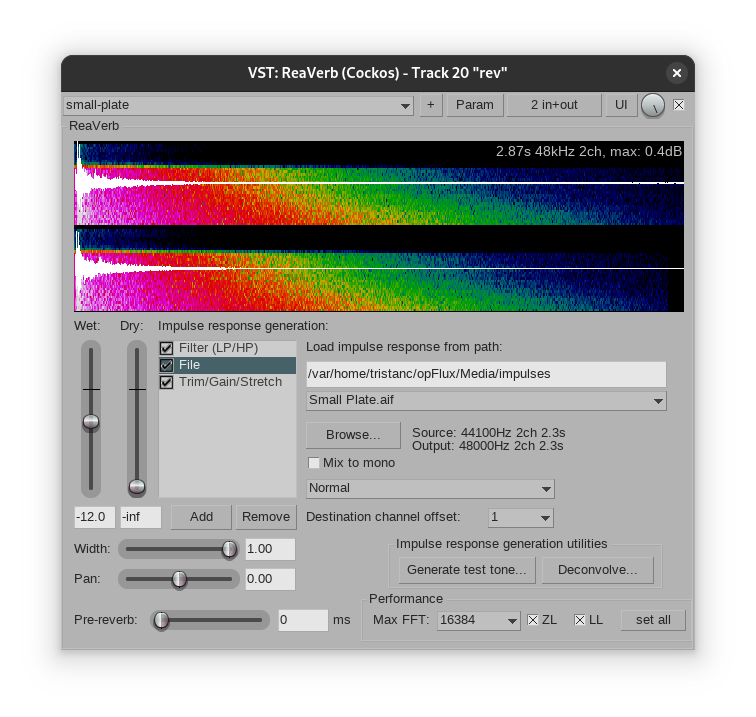 VST: ReaVerb (Cockos) - Track 20 "rev"
small-plate + Param 2 in+out UI
ReaVerb
2.87s 48kHz 2ch, max: 0.4dB
Wet: Dry: Impulse response generation:
Filter (LP/HP)
File
Trim/Gain/Stretch
Load impulse response from path:
/var/home/tristanc/opFlux/Media/impulses
Small Plate.aif
Browse...
Source: 44100Hz 2ch 2.3s
Output: 48000Hz 2ch 2.3s
Mix to mono
Normal
-12.0 -inf Add Remove Destination channel offset: 1
Width: 1.00
Pan: 0.00
Impulse response generation utilities
Generate test tone... Deconvolve...
Pre-reverb: 0 ms
Performance
Max FFT: 16384 ZL LL set all